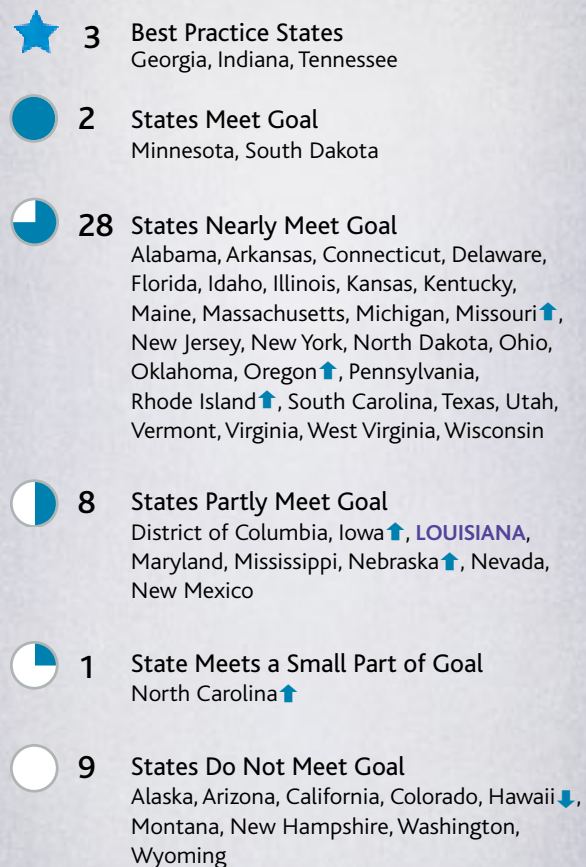 3 Best Practice States
Georgia, Indiana, Tennessee
2 States Meet Goal
Minnesota, South Dakota
28 States Nearly Meet Goal
Alabama, Arkansas, Connecticut, Delaware,
Florida, Idaho, Illinois, Kansas, Kentucky,
Maine, Massachusetts, Michigan, Missouri⬆,
New Jersey, New York, North Dakota, Ohio,
Oklahoma, Oregon⬆, Pennsylvania,
Rhode Island⬆, South Carolina, Texas, Utah,
Vermont, Virginia, West Virginia, Wisconsin
8 States Partly Meet Goal
District of Columbia, Iowa⬆, LOUISIANA,
Maryland, Mississippi, Nebraska⬆, Nevada,
New Mexico
1 State Meets a Small Part of Goal
North Carolina⬆
9 States Do Not Meet Goal
Alaska, Arizona, California, Colorado, Hawaii⬇,
Montana, New Hampshire, Washington,
Wyoming